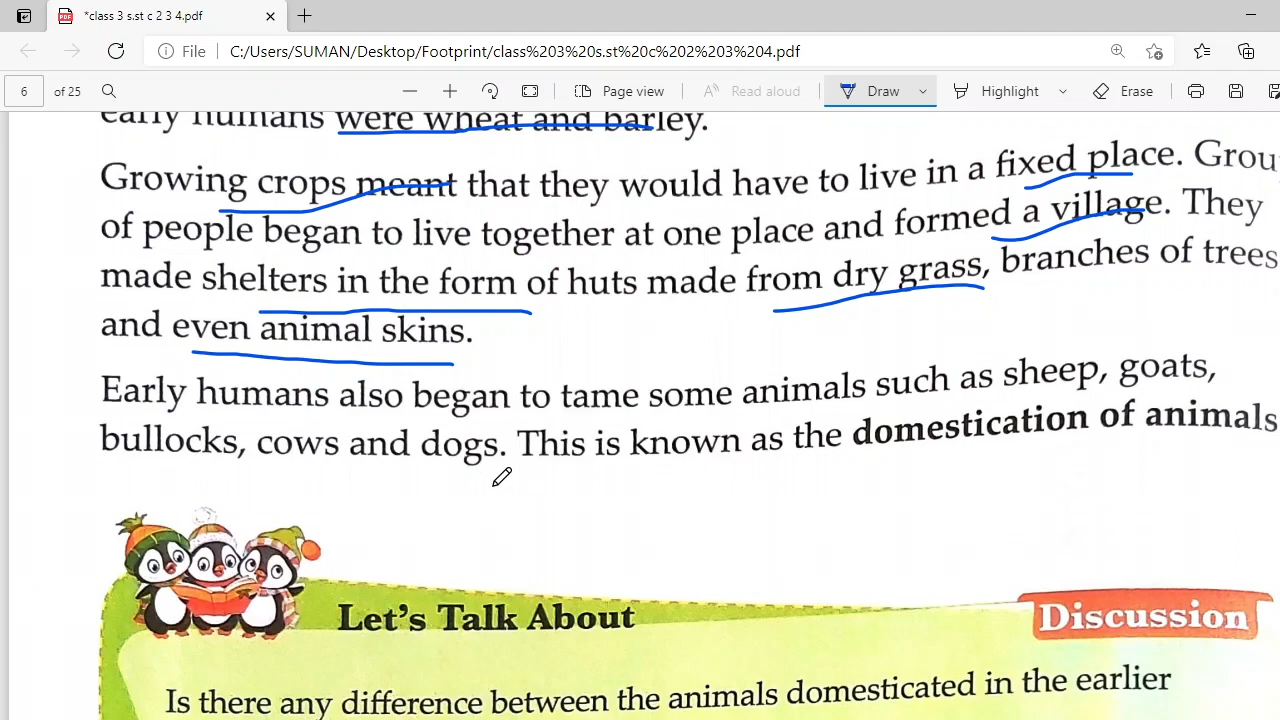 *class 3 s.st c 2 3 4.pdf
File C:/Users/SUMAN/Desktop/Footprint/class%203%20s.st%20c%202%203%204.pdf
6 of 25 Page view Read aloud Draw Highlight Erase
early humans were wheat and barley.
Growing crops meant that they would have to live in a fixed place. Grou
of people began to live together at one place and formed a village. They
made shelters in the form of huts made from dry grass, branches of trees
and even animal skins.
Early humans also began to tame some animals such as sheep, goats,
bullocks, cows and dogs. This is known as the domestication of animals
Let's Talk About
Discussion
Is there any difference between the animals domesticated in the earlier